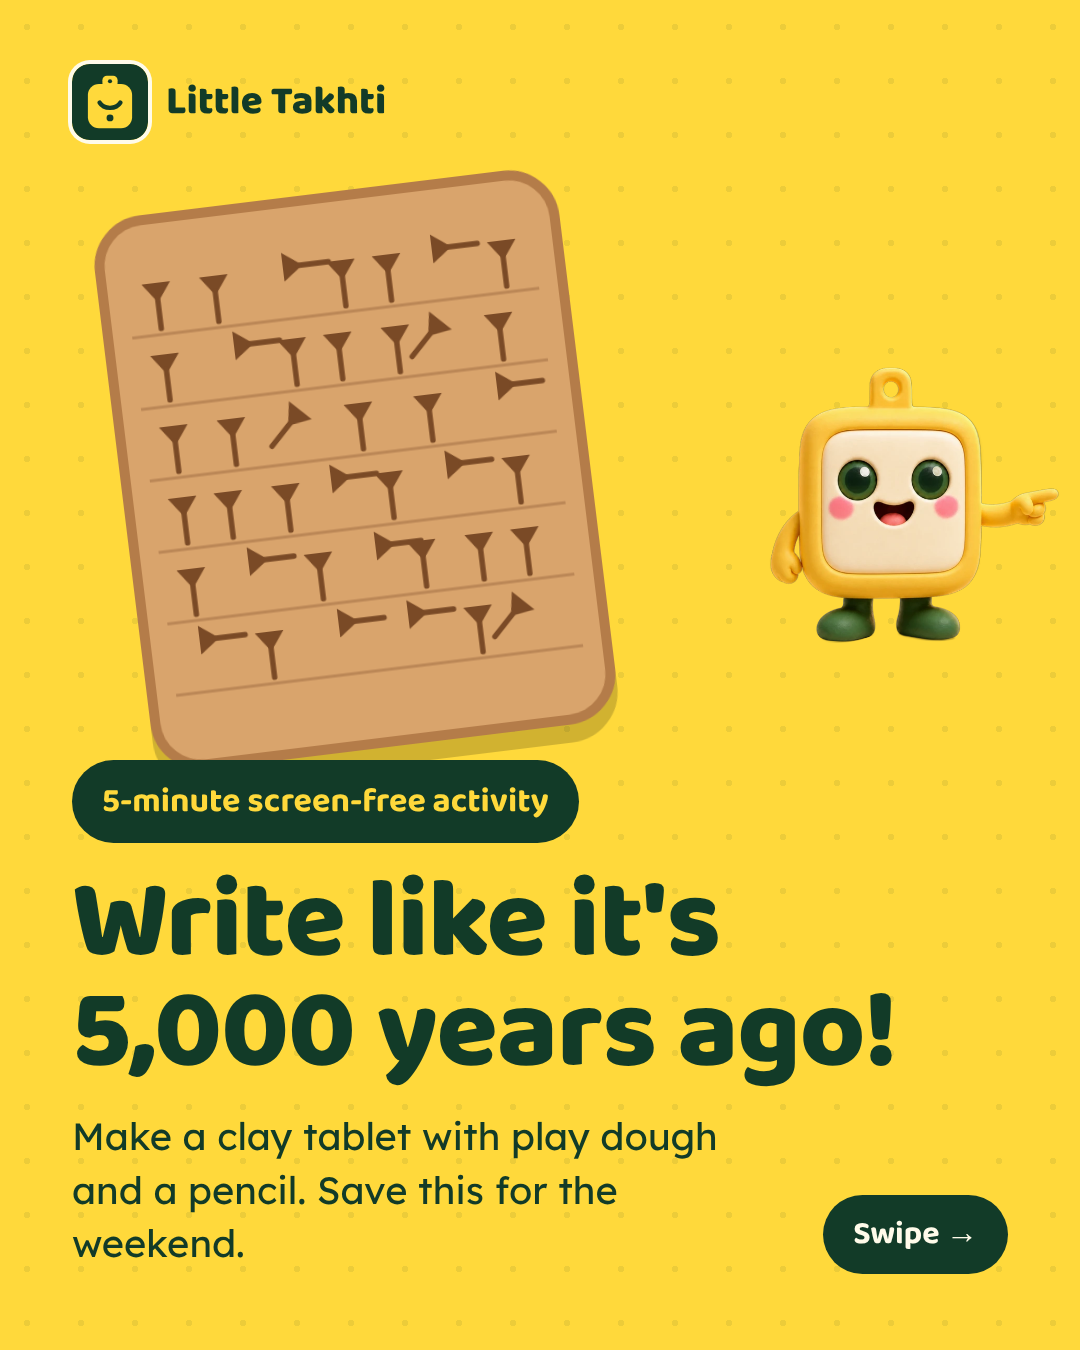 Little Takhti
5-minute screen-free activity
Write like it's
5,000 years ago!
Make a clay tablet with play dough
and a pencil. Save this for the
weekend.
Swipe →